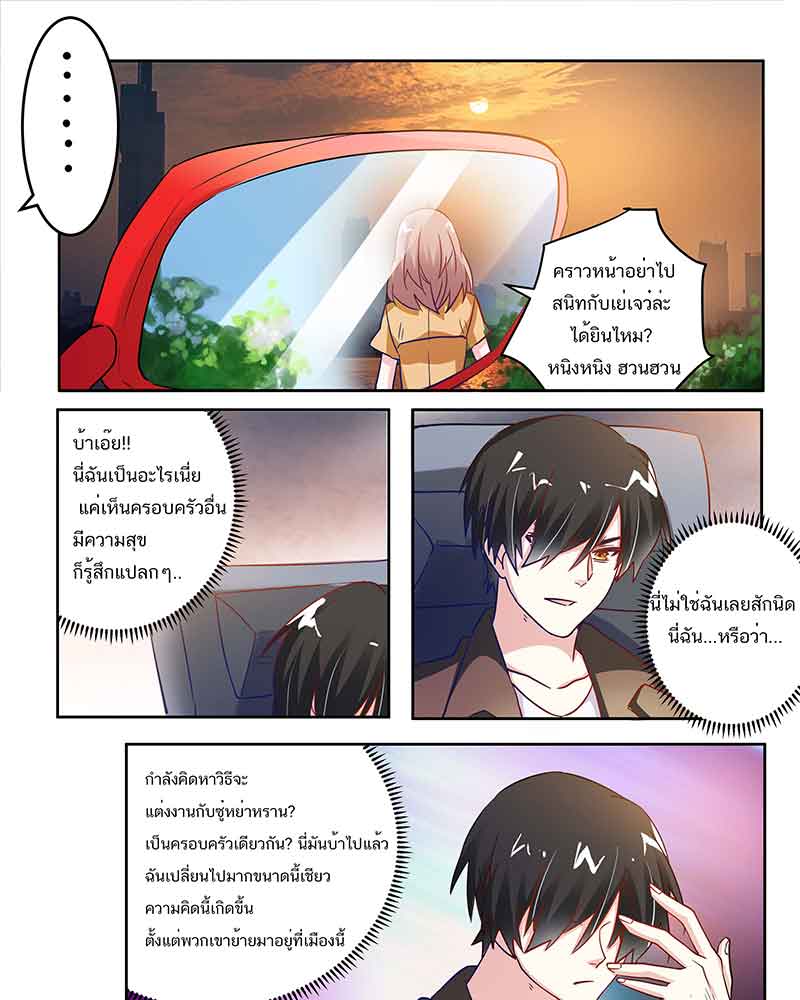 ......
คราวหน้าอย่าไป
สนิทกับเย่เจว๋ล่ะ
ได้ยินไหม?
หนิงหนิง ฮวนฮวน
บ้าเอ๊ย!!
นี่ฉันเป็นอะไรเนี่ย
แค่เห็นครอบครัวอื่น
มีความสุข
ก็รู้สึกแปลกๆ..
นี่ไม่ใช่ฉันเลยสักนิด
นี่ฉัน...หรือว่า...
กำลังคิดหาวิธีจะ
แต่งงานกับซู่หย่าหราน?
เป็นครอบครัวเดียวกัน? นี่มันบ้าไปแล้ว
ฉันเปลี่ยนไปมากขนาดนี้เชียว
ความคิดนี้เกิดขึ้น
ตั้งแต่พวกเขาย้ายมาอยู่ที่เมืองนี้